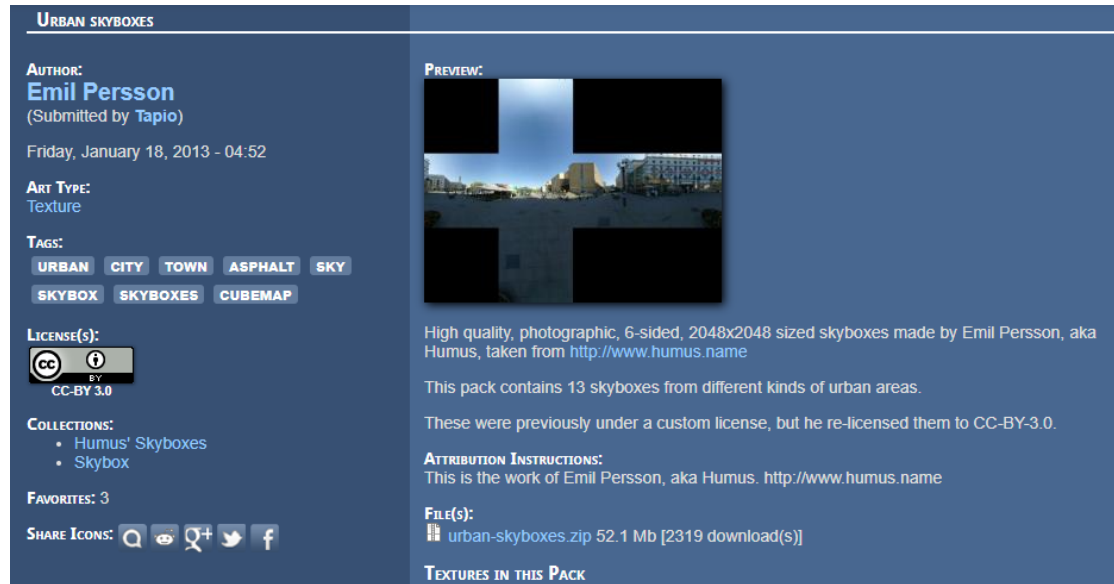 Urban skyboxes
Author:
Emil Persson
(Submitted by Tapio)
Friday, January 18, 2013 - 04:52
Art Type:
Texture
Tags:
URBAN CITY TOWN ASPHALT SKY
SKYBOX SKYBOXES CUBEMAP
License(s):
cc
BY
CC-BY 3.0
Collections:
• Humus' Skyboxes
• Skybox
Favorites: 3
Share Icons:
Preview:
High quality, photographic, 6-sided, 2048x2048 sized skyboxes made by Emil Persson, aka
Humus, taken from http://www.humus.name
This pack contains 13 skyboxes from different kinds of urban areas.
These were previously under a custom license, but he re-licensed them to CC-BY-3.0.
Attribution Instructions:
This is the work of Emil Persson, aka Humus. http://www.humus.name
File(s):
urban-skyboxes.zip 52.1 Mb [2319 download(s)]
Textures in this Pack